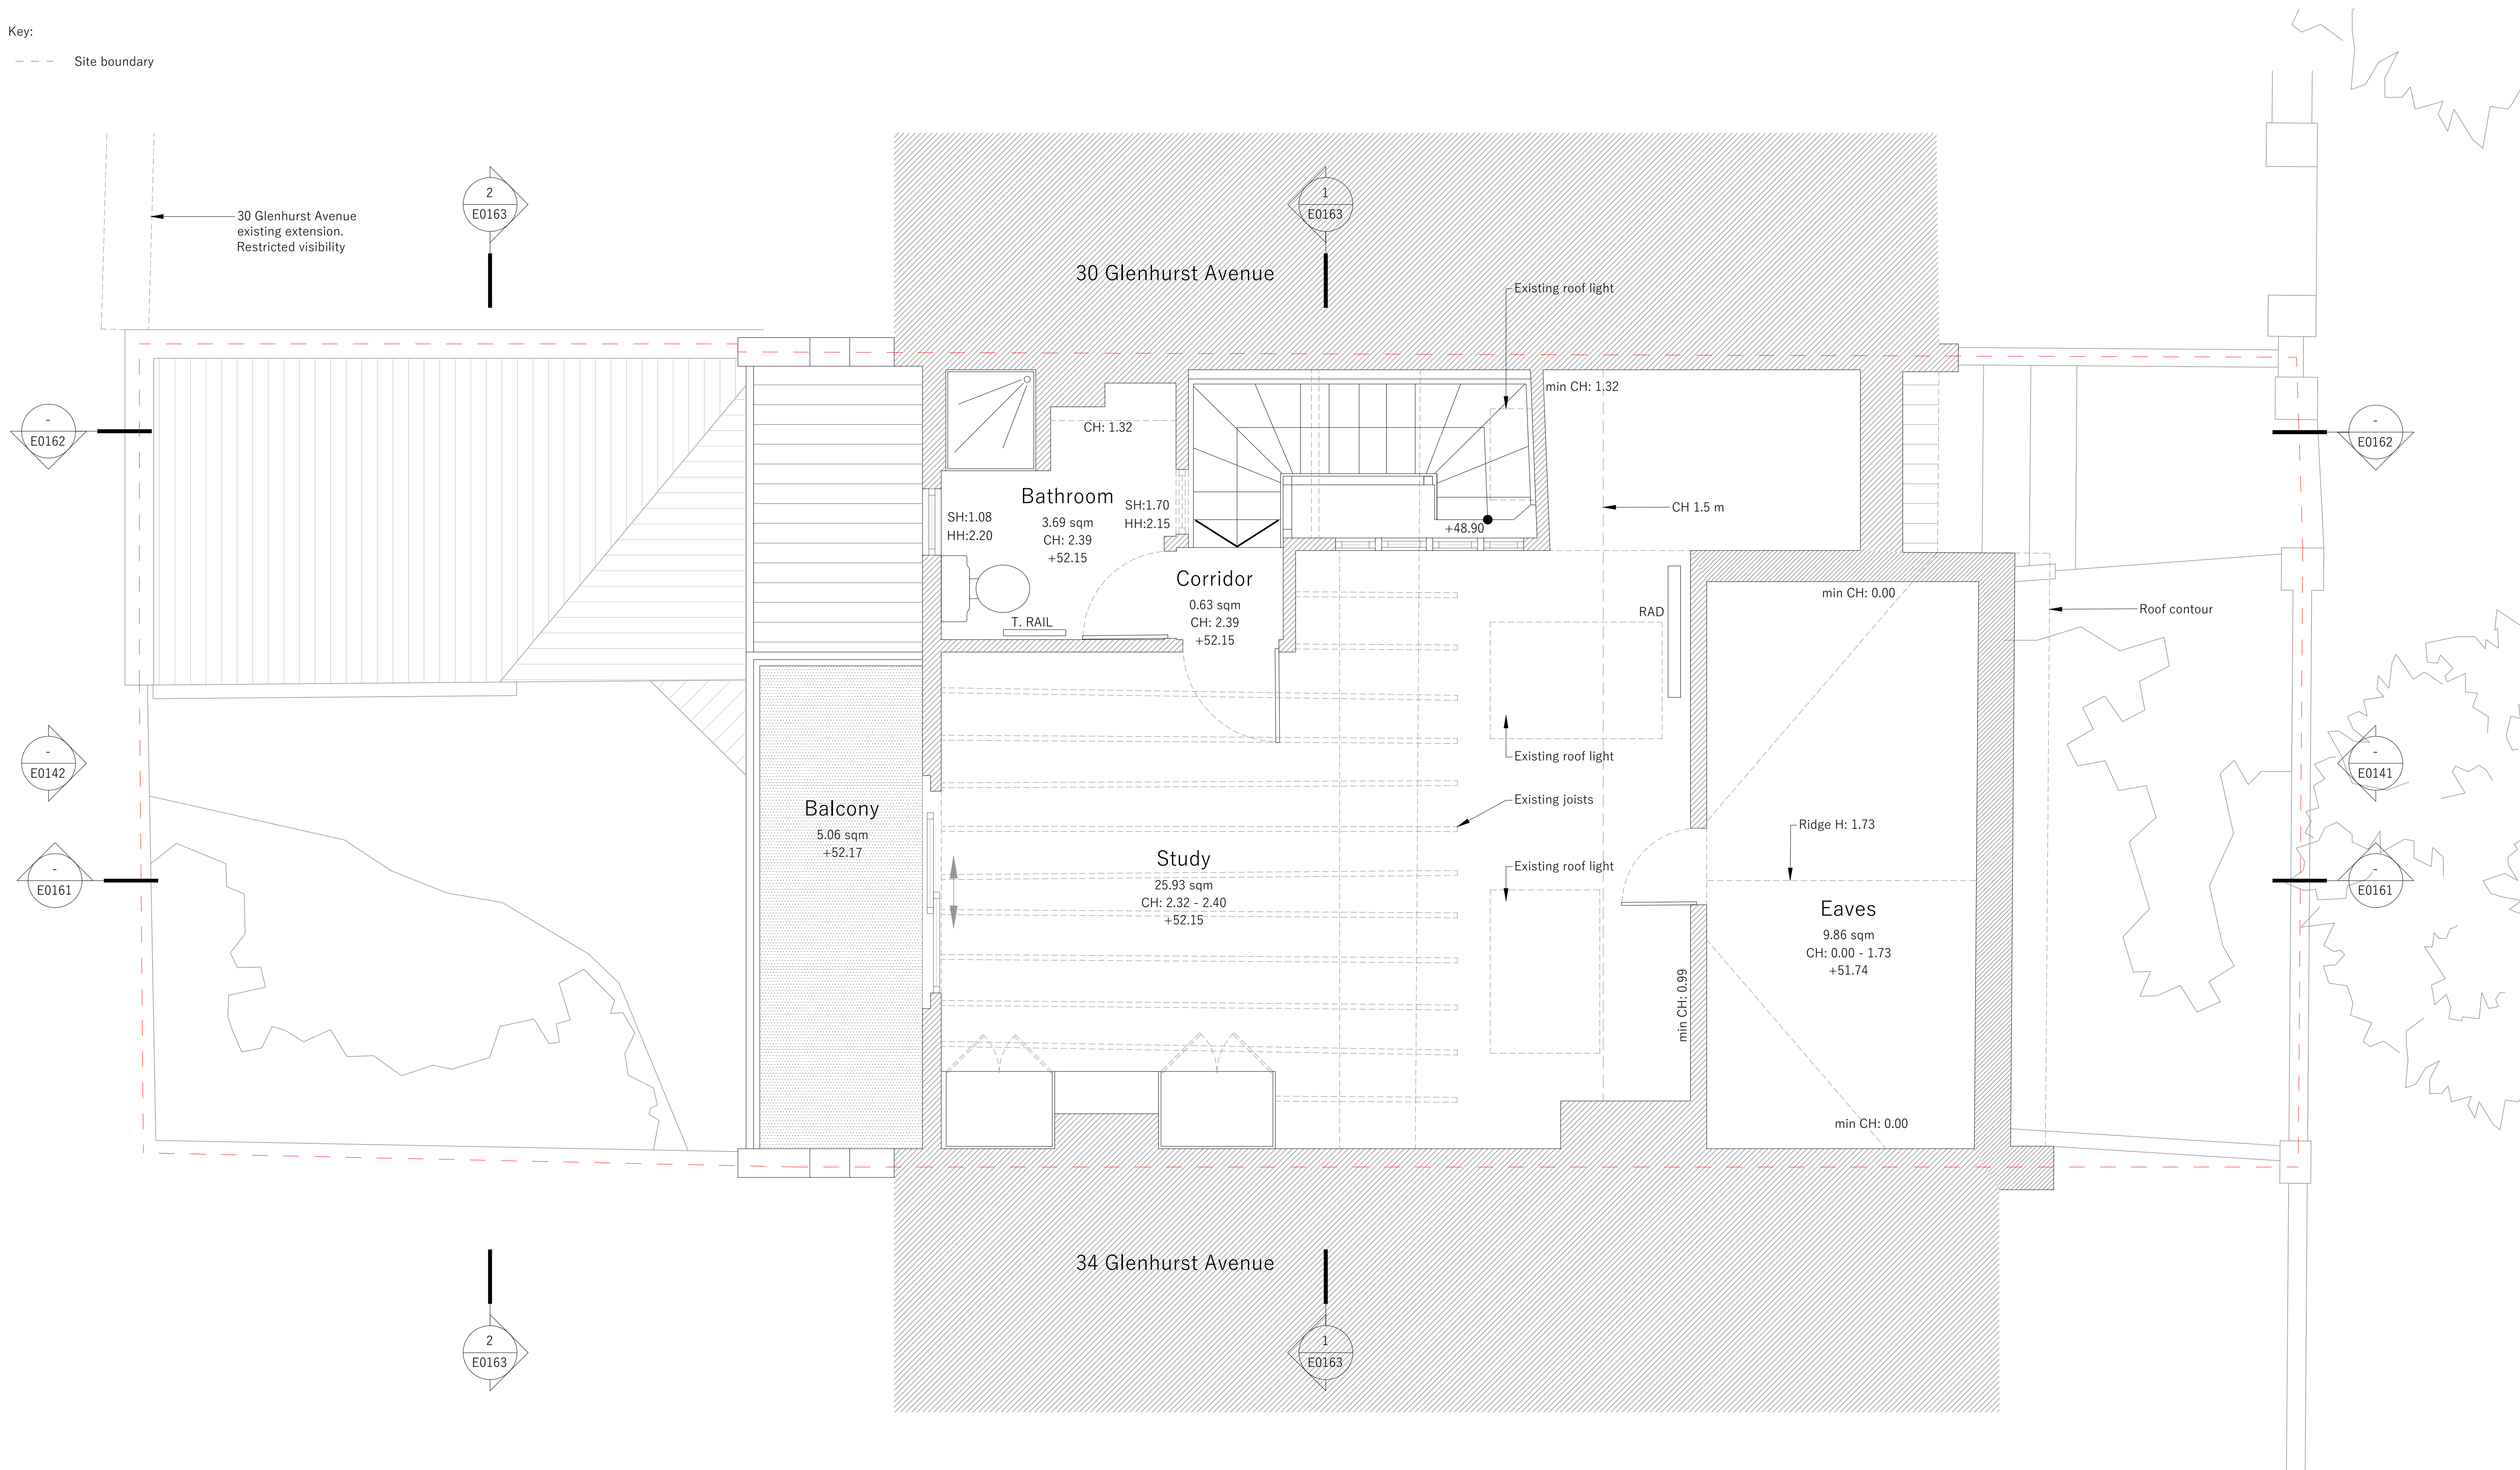 Key:
Site boundary
30 Glenhurst Avenue
existing extension.
Restricted visibility
2
E0163
1
E0163
30 Glenhurst Avenue
Existing roof light
min CH: 1.32
-
E0162
CH: 1.32
-
E0162
Bathroom
3.69 sqm
CH: 2.39
+52.15
SH:1.08
HH:2.20
SH:1.70
HH:2.15
+48.90
CH 1.5 m
Corridor
0.63 sqm
CH: 2.39
+52.15
T. RAIL
RAD
min CH: 0.00
Roof contour
-
E0142
Existing roof light
-
E0141
Balcony
5.06 sqm
+52.17
Existing joists
Ridge H: 1.73
Study
25.93 sqm
CH: 2.32 - 2.40
+52.15
Existing roof light
-
E0161
-
E0161
Eaves
9.86 sqm
CH: 0.00 - 1.73
+51.74
min CH: 0.99
min CH: 0.00
34 Glenhurst Avenue
2
E0163
1
E0163